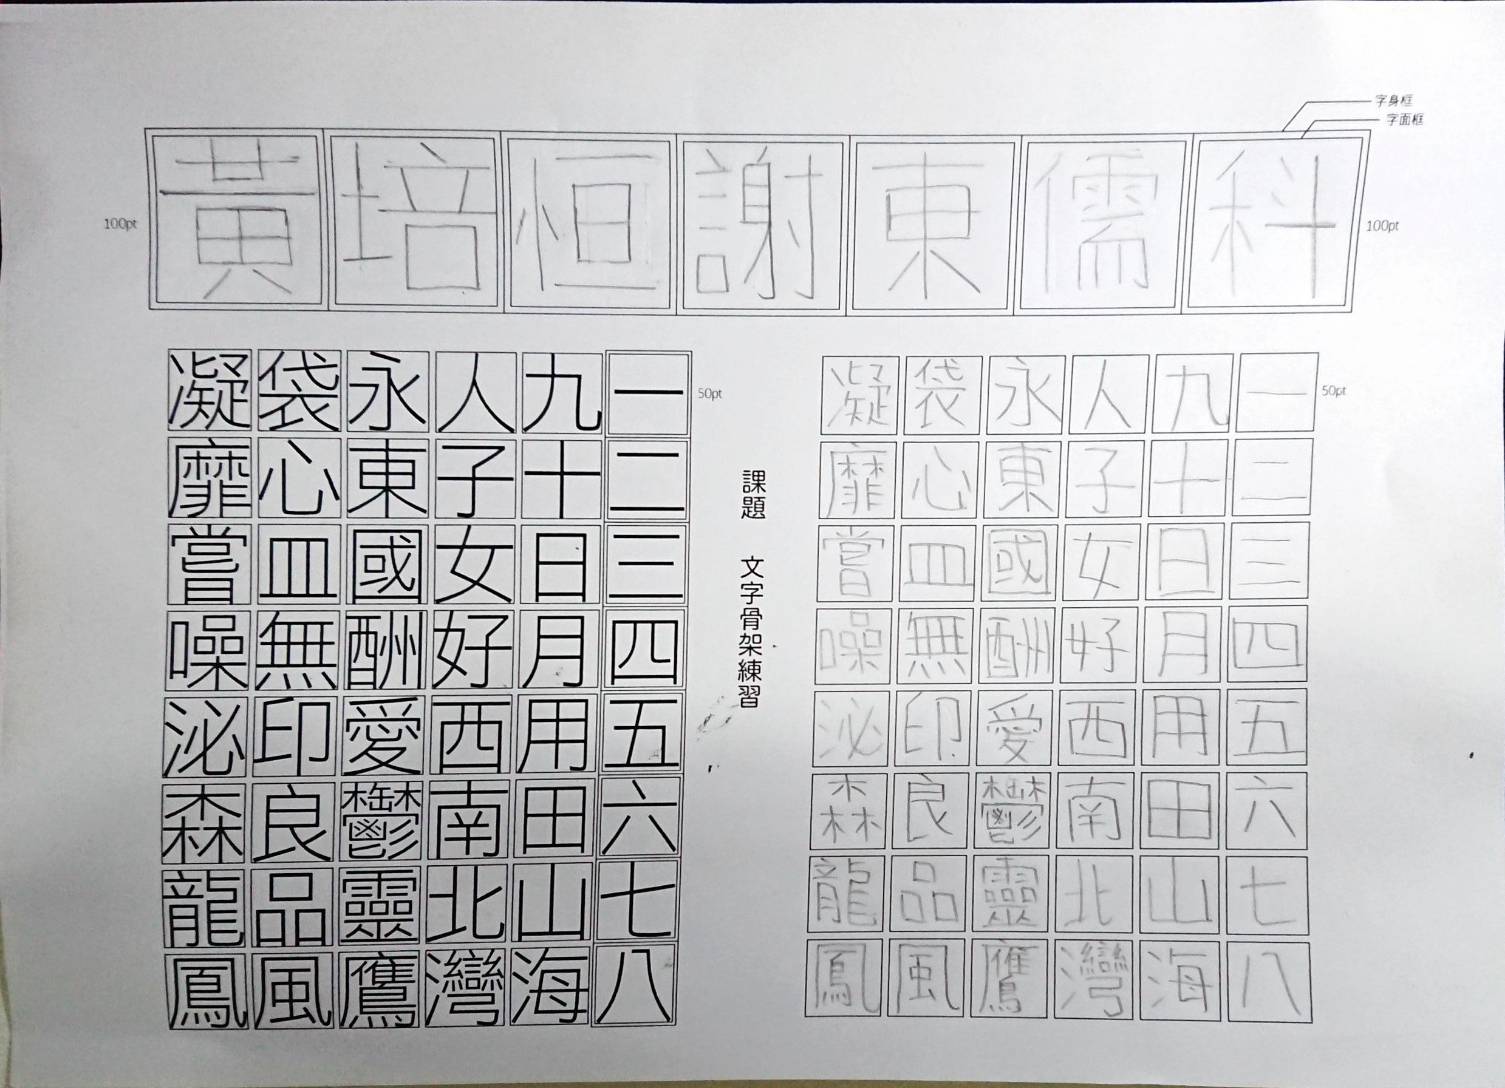 字身框
字面框
100pt
黃培恒謝東儒科
100pt
一二三四五六七八
九十日月用田山海
人子女好西南北灣
永東國酬愛鬱靈鷹
袋心皿無印良品風
凝靡嘗噪泌森龍鳳
50pt
課題 文字骨架練習
一二三四五六七八
九十日月用田山海
人子女好西南北灣
永東國酬愛鬱靈鷹
袋心皿無印良品風
凝靡嘗噪泌森龍鳳
50pt